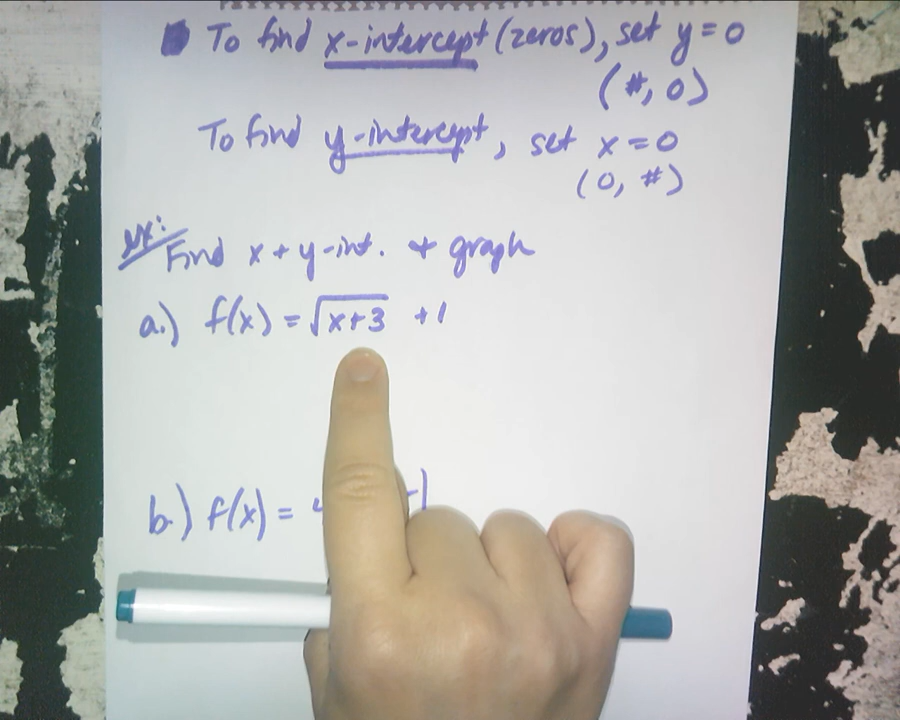 To find x-intercept (zeros), set y=0
(#, 0)
To find y-intercept, set x=0
(0, #)
Ex:
Find x + y-int. + graph
a.) f(x) = √x+3 +1
b.) f(x) =